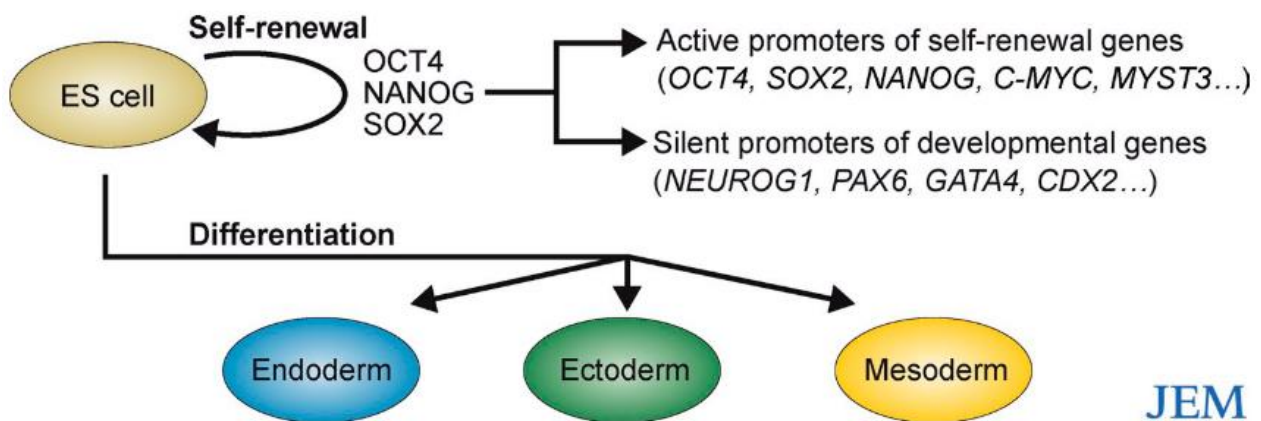 Self-renewal
ES cell
OCT4
NANOG
SOX2
Active promoters of self-renewal genes
(OCT4, SOX2, NANOG, C-MYC, MYST3...)
Silent promoters of developmental genes
(NEUROG1, PAX6, GATA4, CDX2...)
Differentiation
Endoderm
Ectoderm
Mesoderm
JEM